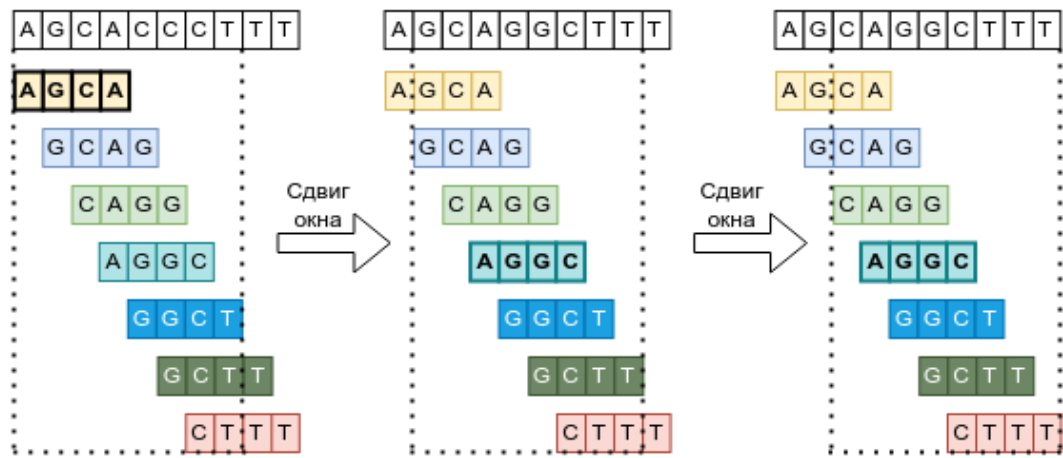 AGCACCCTTT AGCAGGCTTT AGCAGGCTTT
AGCA AGCA AGCA
GCAG GCAG GCAG
Сдвиг Сдвиг
CAGG CAGG CAGG
окна окна
AGGC AGGC AGGC
GGCT GGCT GGCT
GCTT GCTT GCTT
CTTT CTTT CTTT